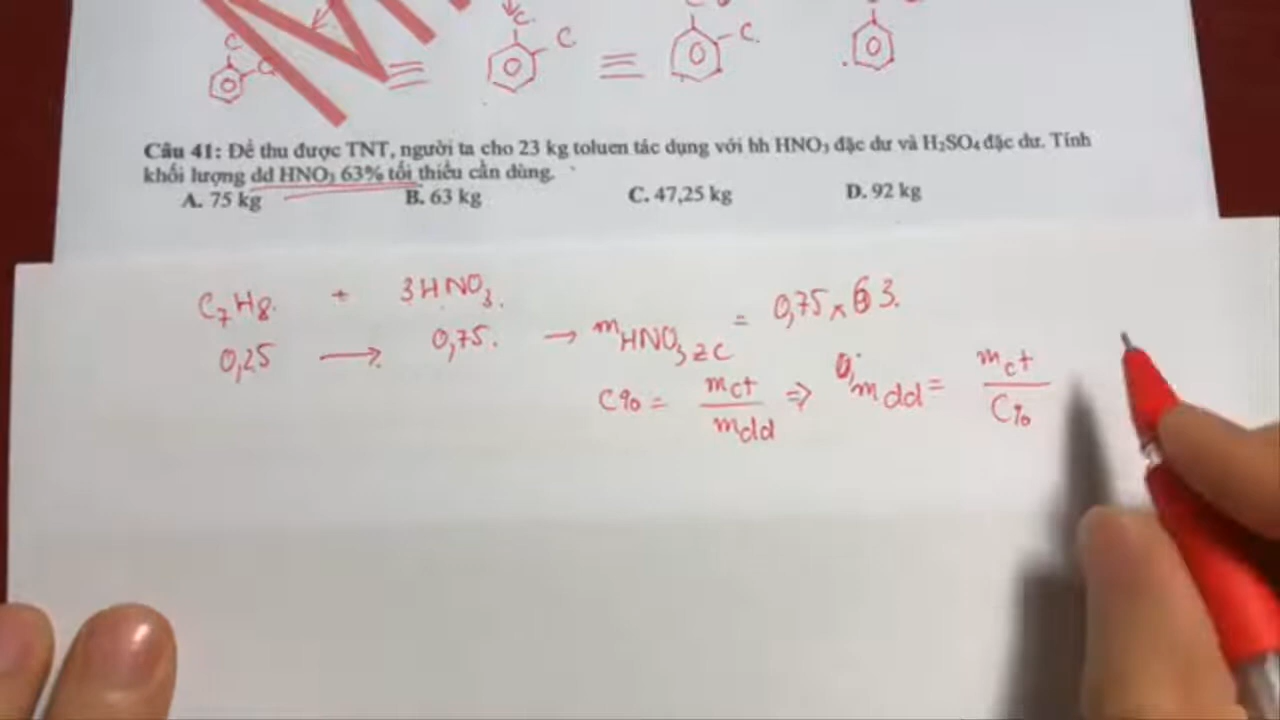 C
C
C.
C
C.
Câu 41: Để thu được TNT, người ta cho 23 kg toluen tác dụng với hh HNO₃ đặc dư và H₂SO₄ đặc dư. Tính
khối lượng dd HNO₃ 63% tối thiểu cần dùng.
A. 75 kg B. 63 kg C. 47,25 kg D. 92 kg
C₇H₈ + 3HNO₃.
0,25 → 0,75. → mHNO₃ = 0,75 x 63.
C% = mct / mdd ⇒ mdd = mct / C%